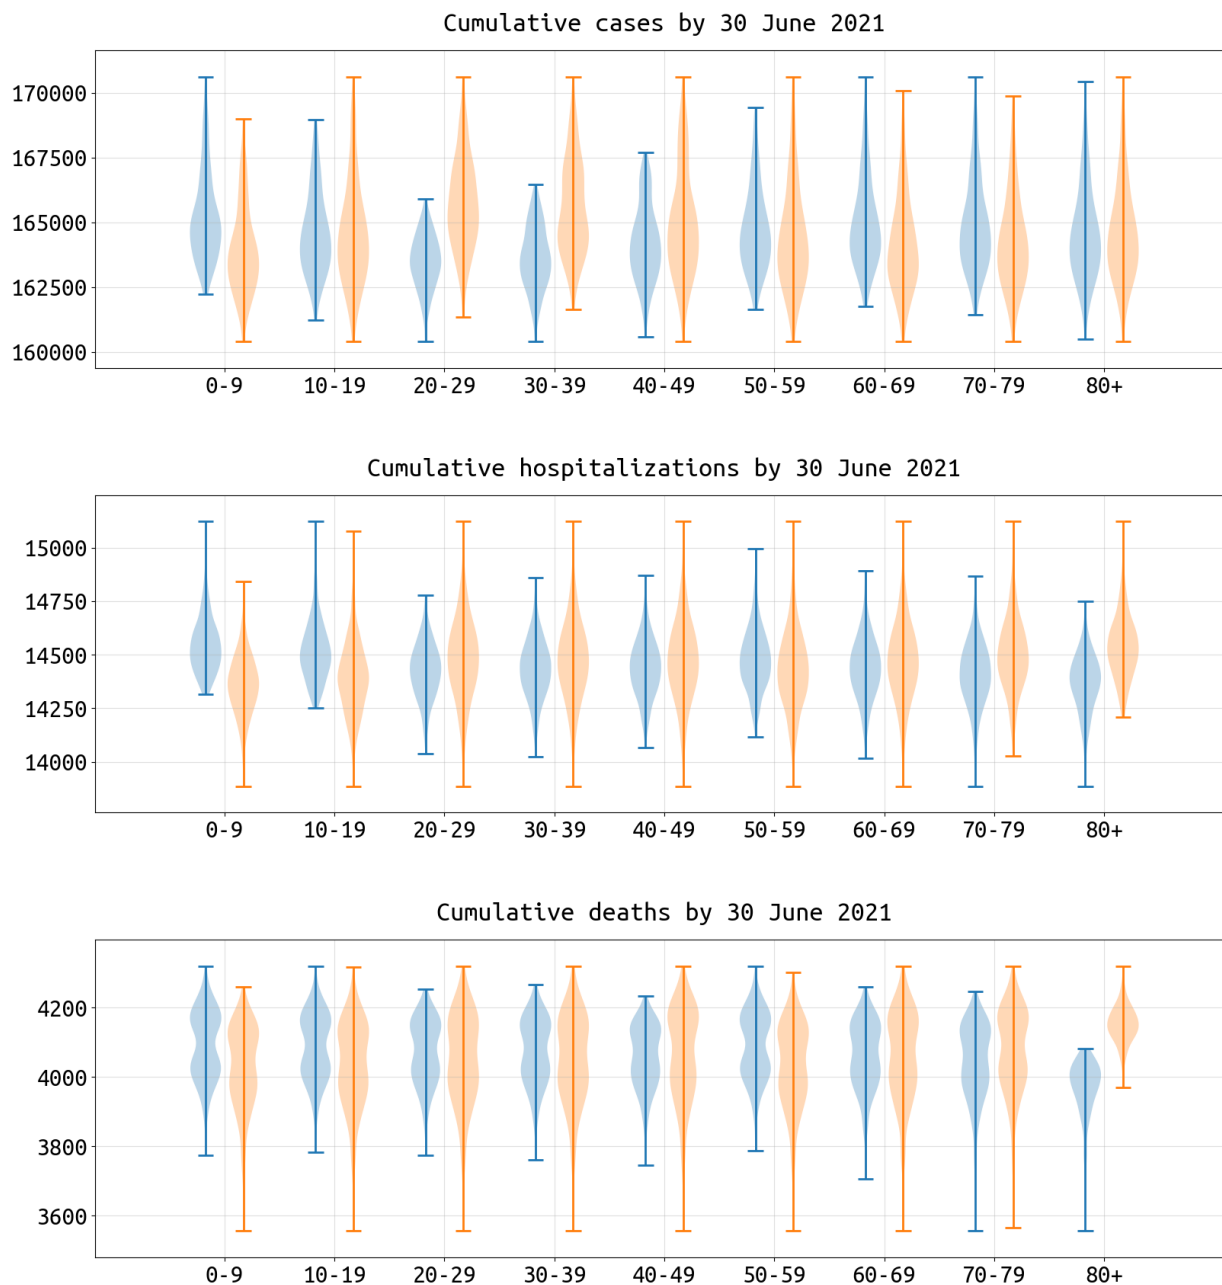 Cumulative cases by 30 June 2021
170000
167500
165000
162500
160000
0-9 10-19 20-29 30-39 40-49 50-59 60-69 70-79 80+
Cumulative hospitalizations by 30 June 2021
15000
14750
14500
14250
14000
0-9 10-19 20-29 30-39 40-49 50-59 60-69 70-79 80+
Cumulative deaths by 30 June 2021
4200
4000
3800
3600
0-9 10-19 20-29 30-39 40-49 50-59 60-69 70-79 80+